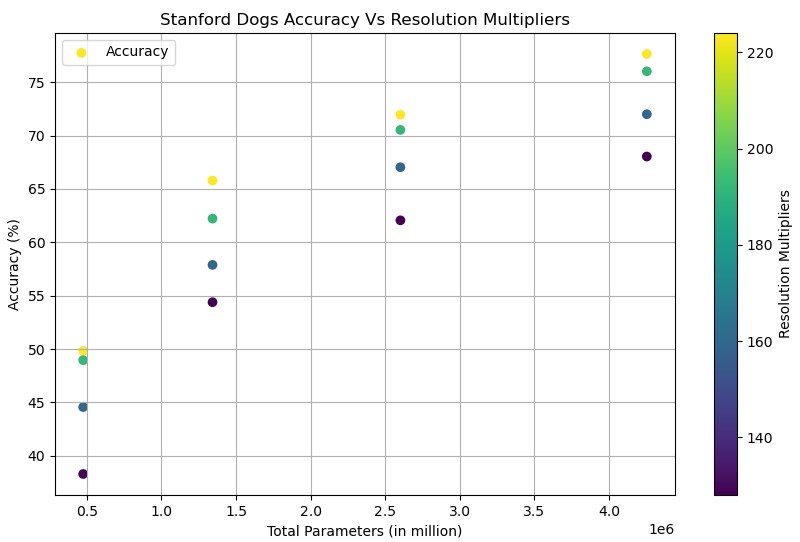 Stanford Dogs Accuracy Vs Resolution Multipliers
Accuracy
75
70
65
60
55
50
45
40
Accuracy (%)
0.5 1.0 1.5 2.0 2.5 3.0 3.5 4.0
1e6
Total Parameters (in million)
220
200
180
160
140
Resolution Multipliers